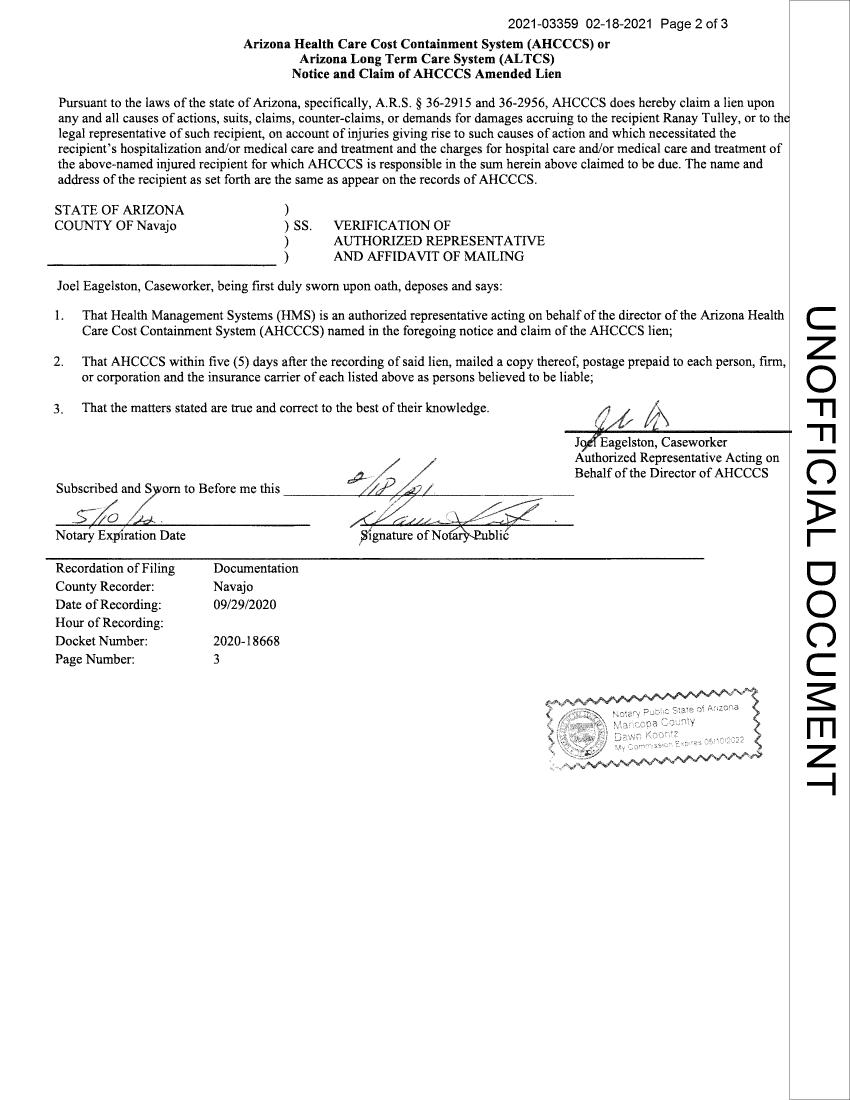 2021-03359 02-18-2021 Page 2 of 3
Arizona Health Care Cost Containment System (AHCCCS) or
Arizona Long Term Care System (ALTCS)
Notice and Claim of AHCCCS Amended Lien
Pursuant to the laws of the state of Arizona, specifically, A.R.S. § 36-2915 and 36-2956, AHCCCS does hereby claim a lien upon
any and all causes of actions, suits, claims, counter-claims, or demands for damages accruing to the recipient Ranay Tulley, or to the
legal representative of such recipient, on account of injuries giving rise to such causes of action and which necessitated the
recipient's hospitalization and/or medical care and treatment and the charges for hospital care and/or medical care and treatment of
the above-named injured recipient for which AHCCCS is responsible in the sum herein above claimed to be due. The name and
address of the recipient as set forth are the same as appear on the records of AHCCCS.
STATE OF ARIZONA )
COUNTY OF Navajo ) SS. VERIFICATION OF
) AUTHORIZED REPRESENTATIVE
) AND AFFIDAVIT OF MAILING
Joel Eagelston, Caseworker, being first duly sworn upon oath, deposes and says:
1. That Health Management Systems (HMS) is an authorized representative acting on behalf of the director of the Arizona Health
Care Cost Containment System (AHCCCS) named in the foregoing notice and claim of the AHCCCS lien;
2. That AHCCCS within five (5) days after the recording of said lien, mailed a copy thereof, postage prepaid to each person, firm,
or corporation and the insurance carrier of each listed above as persons believed to be liable;
3. That the matters stated are true and correct to the best of their knowledge.
Joel Eagelston, Caseworker
Authorized Representative Acting on
Behalf of the Director of AHCCCS
Subscribed and Sworn to Before me this 2/18/21
5/10/22
Notary Expiration Date Signature of Notary Public
Recordation of Filing Documentation
County Recorder: Navajo
Date of Recording: 09/29/2020
Hour of Recording:
Docket Number: 2020-18668
Page Number: 3
Notary Public State of Arizona
Maricopa County
Dawn Koontz
My Commission Expires 05/10/2022
UNOFFICIAL DOCUMENT